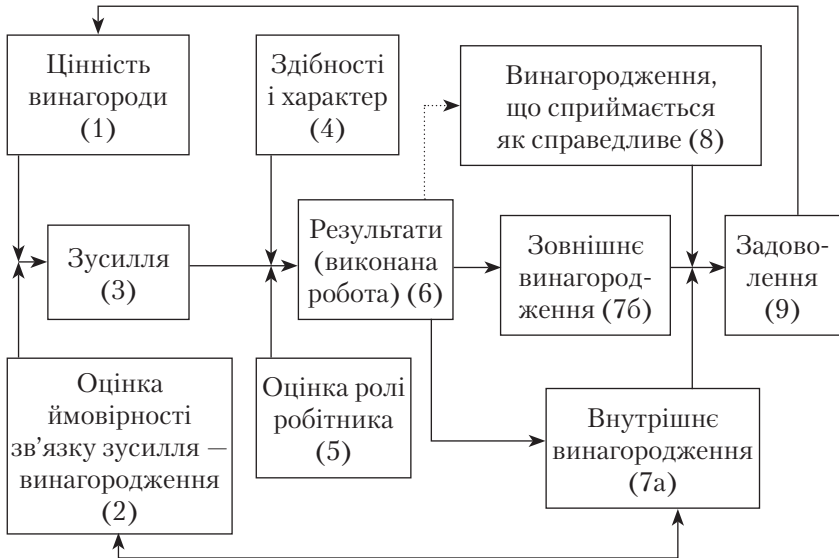 Цінність
винагороди
(1)
Здібності
і характер
(4)
Винагородження,
що сприймається
як справедливе (8)
Зусилля
(3)
Результати
(виконана
робота) (6)
Зовнішнє
винагород-
ження (7б)
Задово-
лення
(9)
Оцінка
ймовірності
зв'язку зусилля —
винагородження
(2)
Оцінка ролі
робітника
(5)
Внутрішнє
винагородження
(7а)